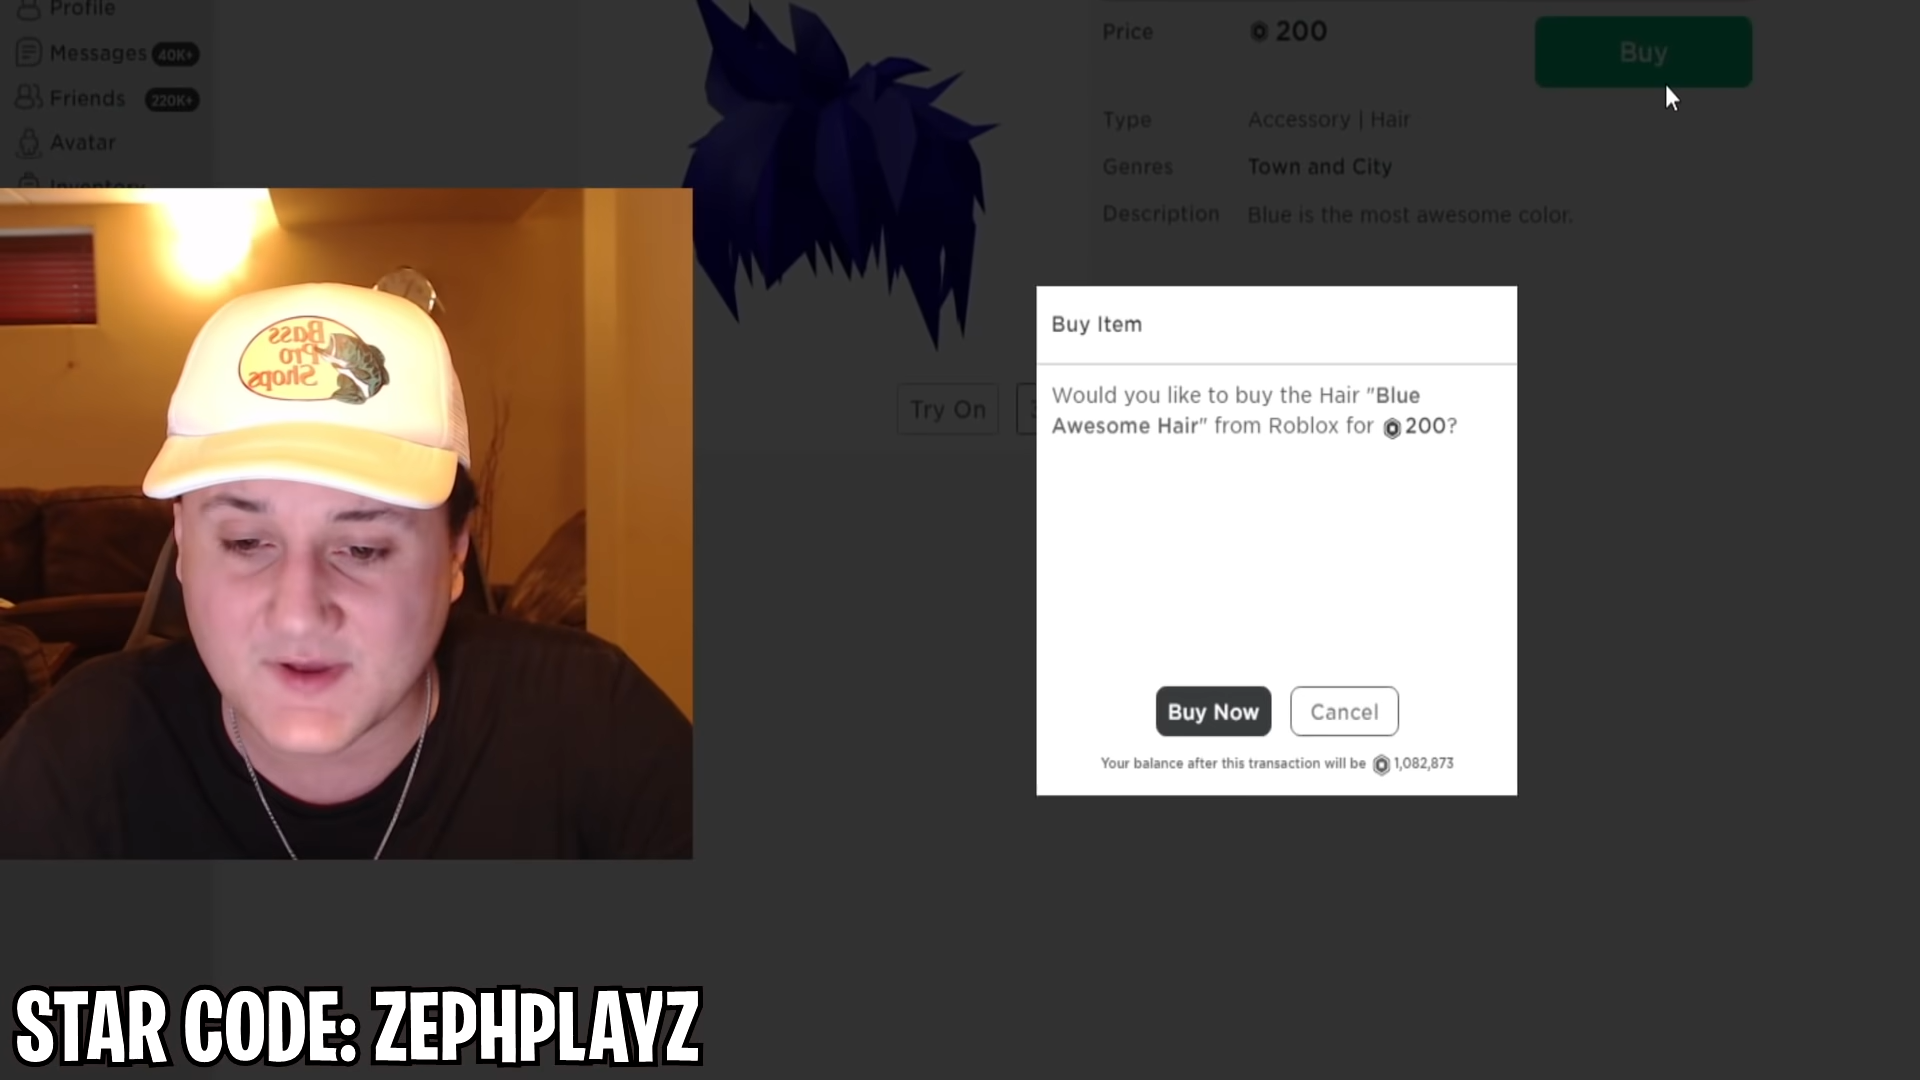 Profile
Messages 40K+
Friends 220K+
Avatar
Inventory
Price 200
Buy
Type Accessory | Hair
Genres Town and City
Description Blue is the most awesome color.
Bass
Pro
Shops
Try On
Buy Item
Would you like to buy the Hair "Blue
Awesome Hair" from Roblox for 200?
Buy Now
Cancel
Your balance after this transaction will be 1,082,873
STAR CODE: ZEPHPLAYZ